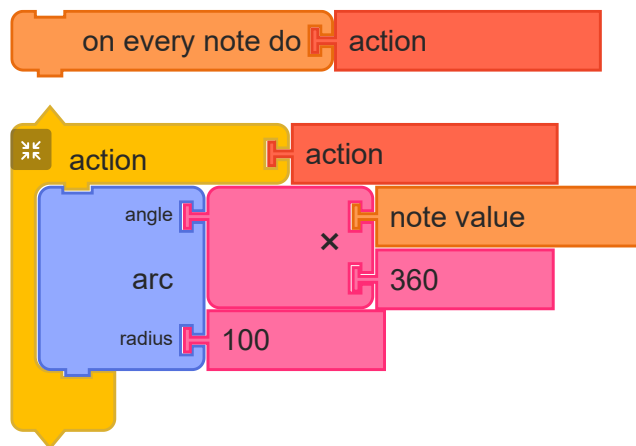 on every note do action
action action
angle note value
×
arc 360
radius 100